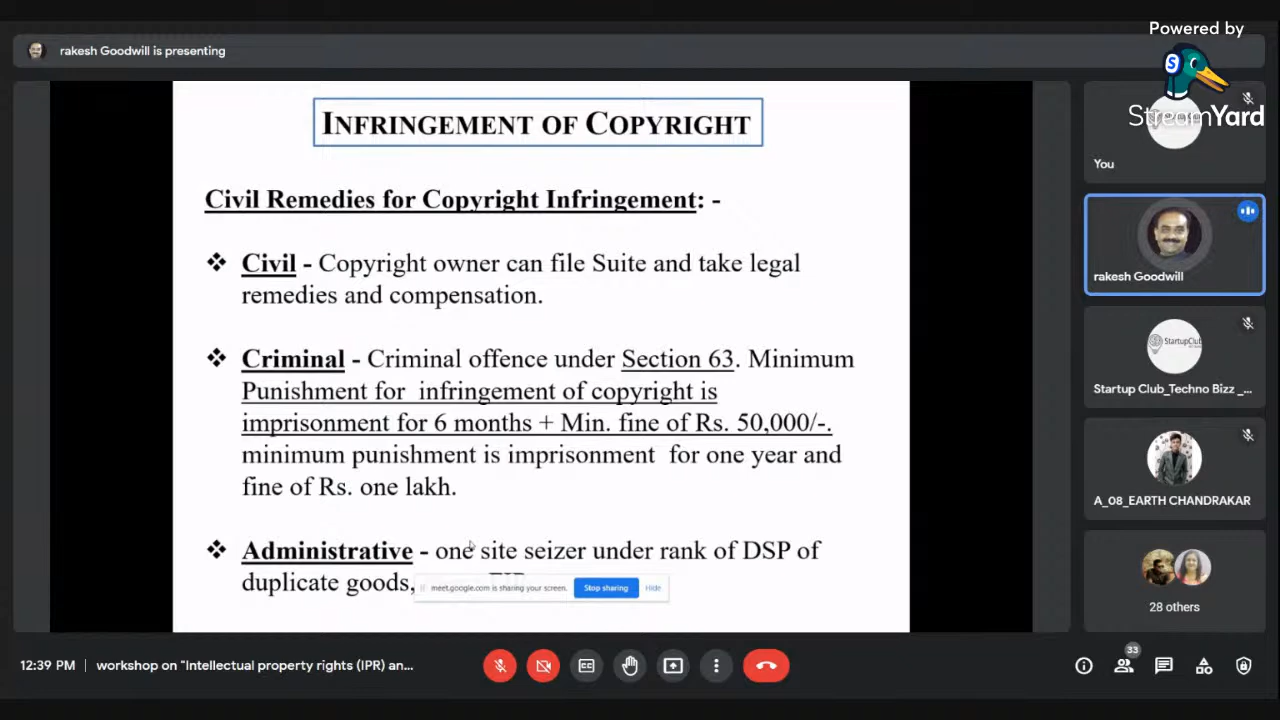 Powered by
StreamYard
rakesh Goodwill is presenting
INFRINGEMENT OF COPYRIGHT
Civil Remedies for Copyright Infringement: -
❖ Civil - Copyright owner can file Suite and take legal
remedies and compensation.
❖ Criminal - Criminal offence under Section 63. Minimum
Punishment for infringement of copyright is
imprisonment for 6 months + Min. fine of Rs. 50,000/-.
minimum punishment is imprisonment for one year and
fine of Rs. one lakh.
❖ Administrative - one site seizer under rank of DSP of
duplicate goods,
meet.google.com is sharing your screen.
Stop sharing
Hide
You
rakesh Goodwill
StartupClub
Startup Club_Techno Bizz _...
A_08_EARTH CHANDRAKAR
28 others
12:39 PM | workshop on "Intellectual property rights (IPR) an...
33